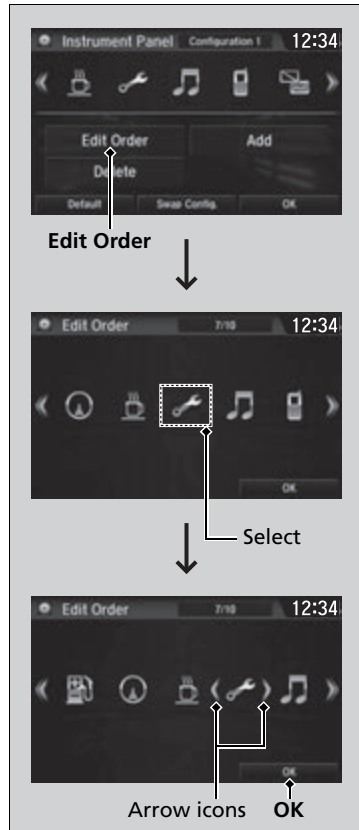 Instrument Panel Configuration 1 12:34
Edit Order Add
Delete
Default Swap Config. OK
Edit Order
Edit Order 7/10 12:34
OK
Select
Edit Order 7/10 12:34
OK
Arrow icons OK